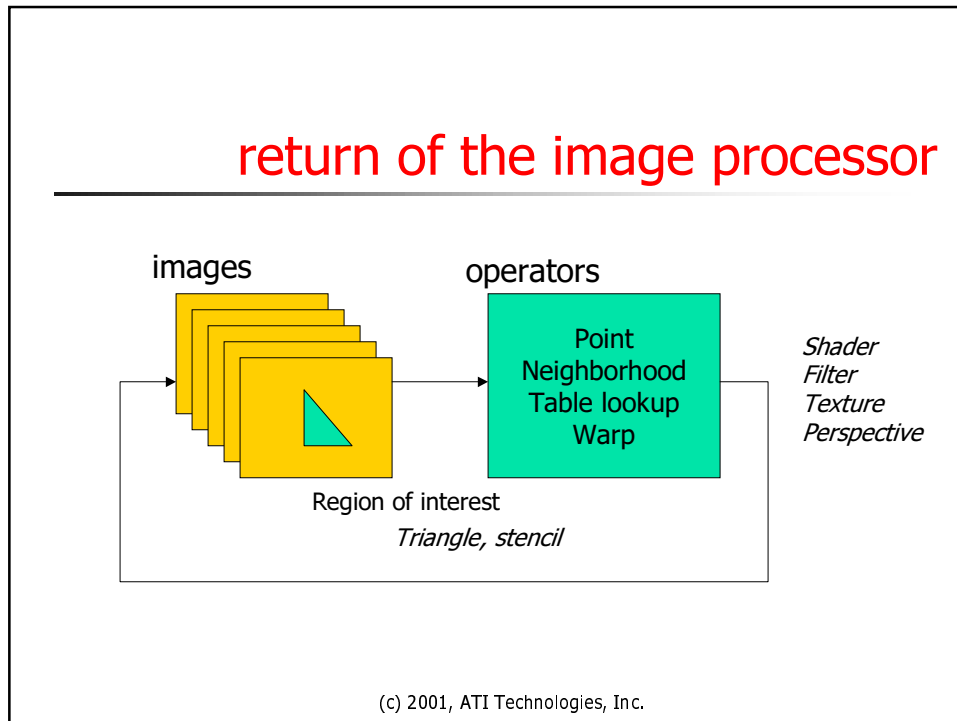 return of the image processor
images
operators
Point
Neighborhood
Table lookup
Warp
Shader
Filter
Texture
Perspective
Region of interest
Triangle, stencil
(c) 2001, ATI Technologies, Inc.